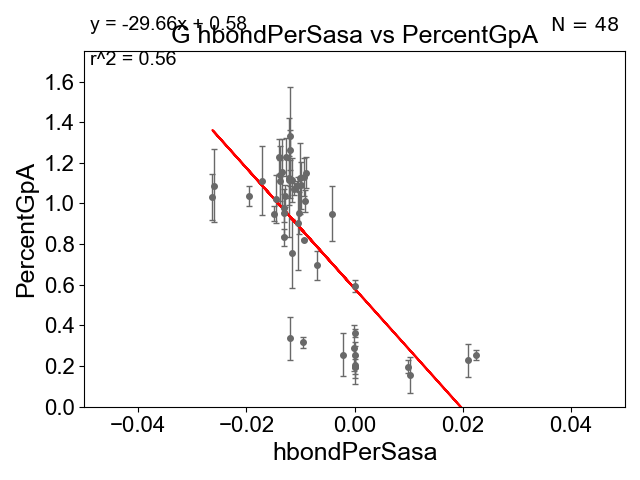 y = -29.66x + 0.58
N = 48
G hbondPerSasa vs PercentGpA
r^2 = 0.56
PercentGpA
1.6
1.4
1.2
1.0
0.8
0.6
0.4
0.2
0.0
−0.04 −0.02 0.00 0.02 0.04
hbondPerSasa